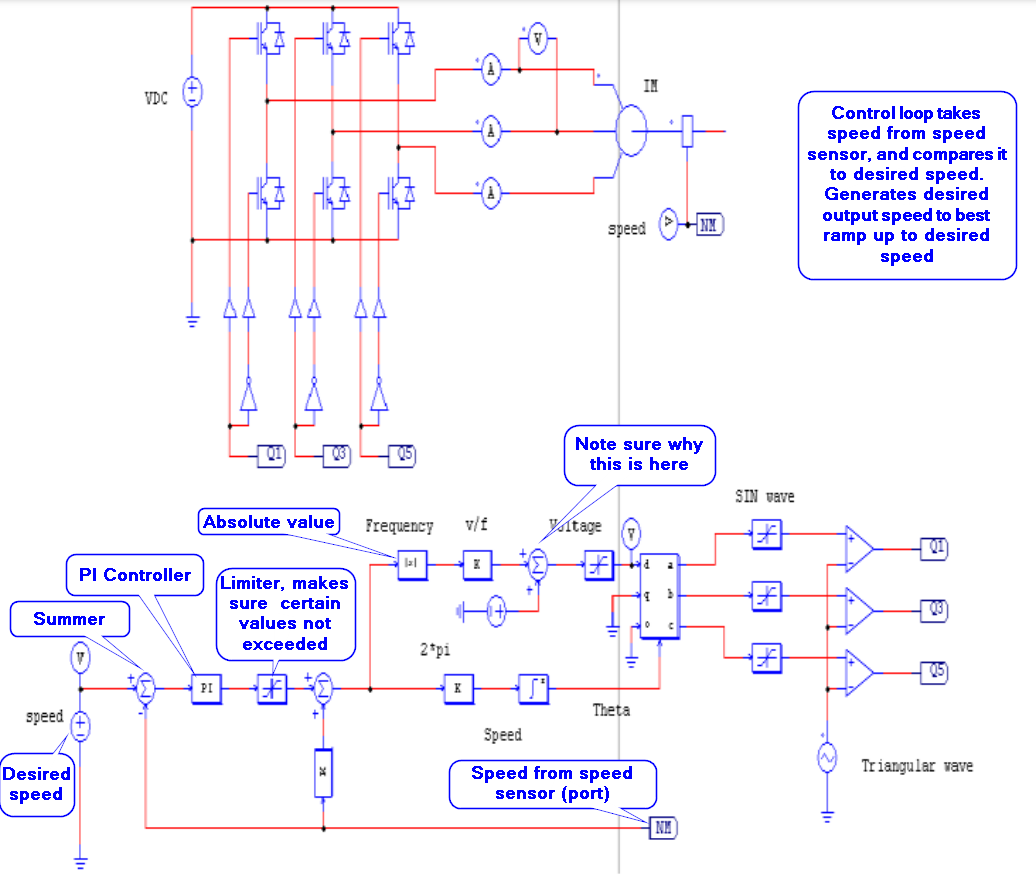 VDC
V
A
A
A
IM
speed
NM
Control loop takes
speed from speed
sensor, and compares it
to desired speed.
Generates desired
output speed to best
ramp up to desired
speed
Q1
Q3
Q5
Note sure why
this is here
Absolute value
Frequency
v/f
Voltage
SIN wave
|x|
K
V
d
a
q
b
o
c
Q1
Q3
Q5
PI Controller
Summer
Limiter, makes
sure certain
values not
exceeded
2*pi
V
Σ
PI
Σ
K
∫
Σ
speed
Theta
Speed
K
Desired
speed
Speed from speed
sensor (port)
NM
Triangular wave